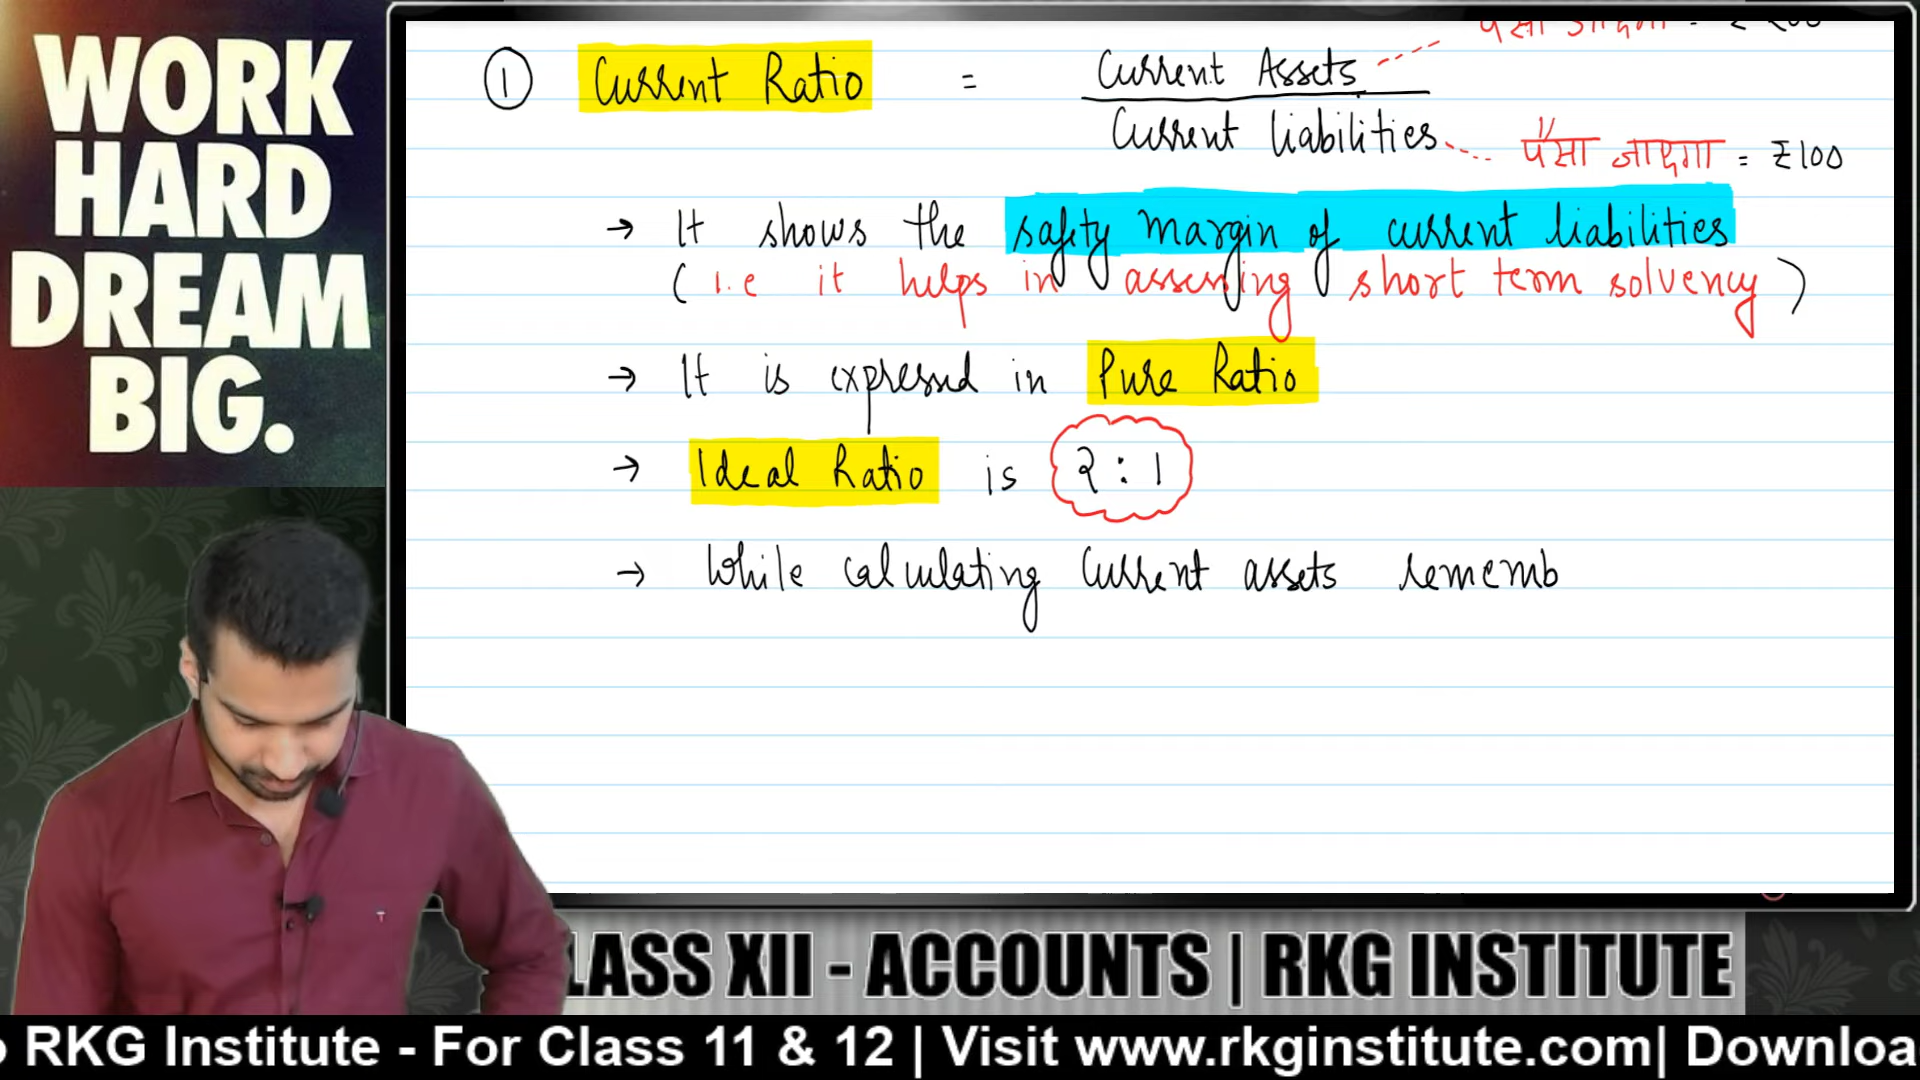 WORK
HARD
DREAM
BIG.
① Current Ratio = Current Assets
Current liabilities
पैसा जाएगा = ₹100
→ It shows the safety margin of current liabilities
( i.e it helps in assessing short term solvency )
→ It is expressed in Pure Ratio
→ Ideal Ratio is 2 : 1
→ While calculating Current assets rememb
LASS XII - ACCOUNTS | RKG INSTITUTE
RKG Institute - For Class 11 & 12 | Visit www.rkginstitute.com| Downloa